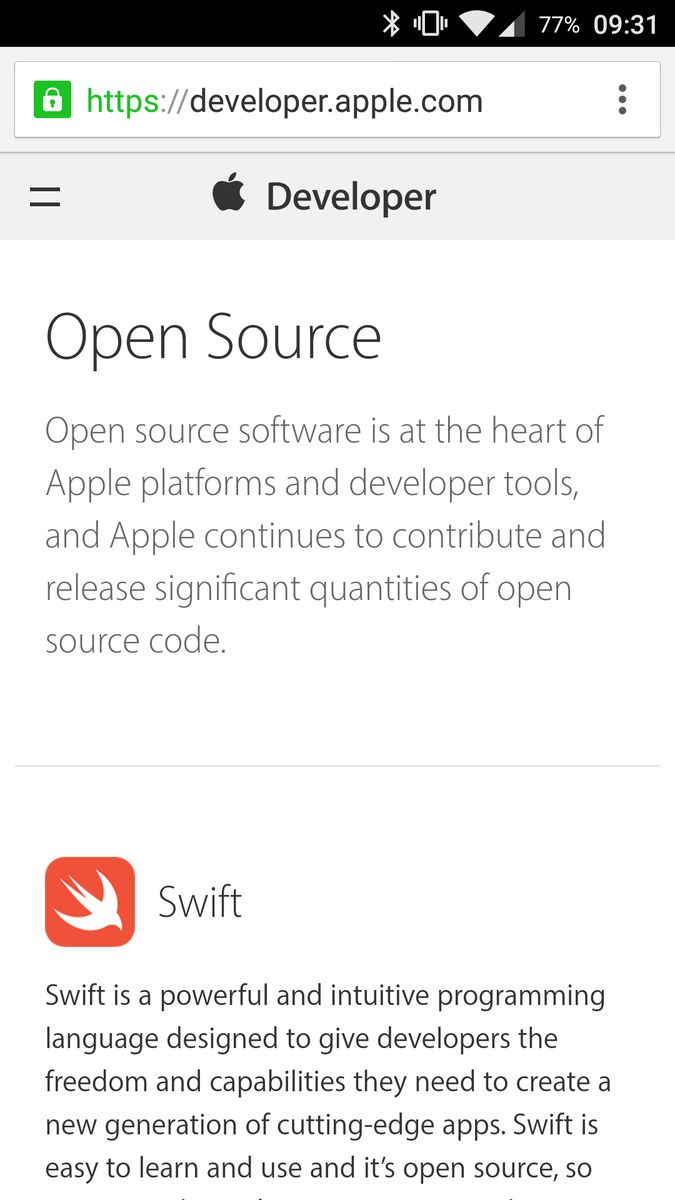 77% 09:31
https://developer.apple.com
Developer
Open Source
Open source software is at the heart of
Apple platforms and developer tools,
and Apple continues to contribute and
release significant quantities of open
source code.
Swift
Swift is a powerful and intuitive programming
language designed to give developers the
freedom and capabilities they need to create a
new generation of cutting-edge apps. Swift is
easy to learn and use and it’s open source, so